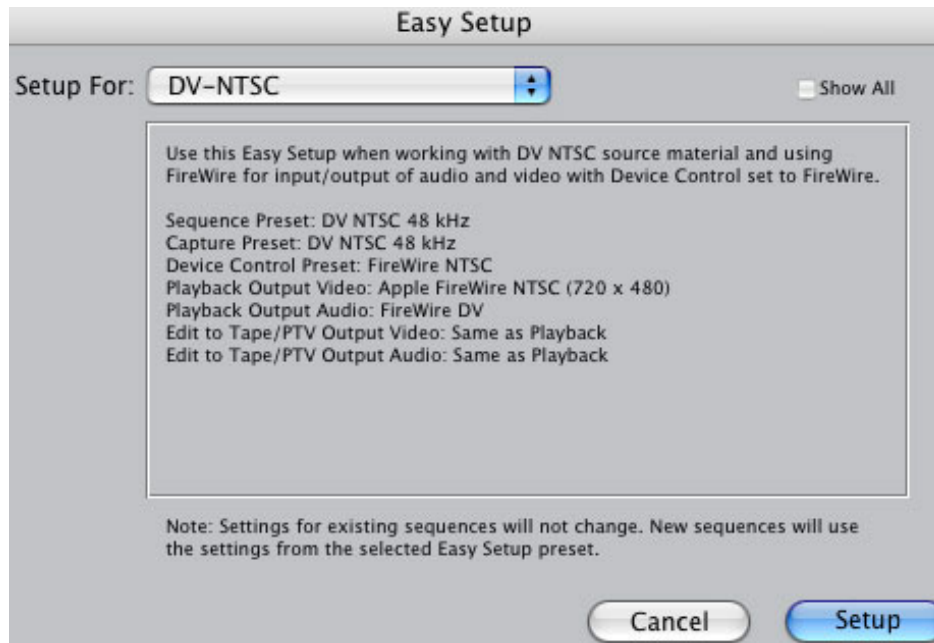 Easy Setup
Setup For: DV-NTSC
Show All
Use this Easy Setup when working with DV NTSC source material and using
FireWire for input/output of audio and video with Device Control set to FireWire.
Sequence Preset: DV NTSC 48 kHz
Capture Preset: DV NTSC 48 kHz
Device Control Preset: FireWire NTSC
Playback Output Video: Apple FireWire NTSC (720 x 480)
Playback Output Audio: FireWire DV
Edit to Tape/PTV Output Video: Same as Playback
Edit to Tape/PTV Output Audio: Same as Playback
Note: Settings for existing sequences will not change. New sequences will use
the settings from the selected Easy Setup preset.
Cancel
Setup